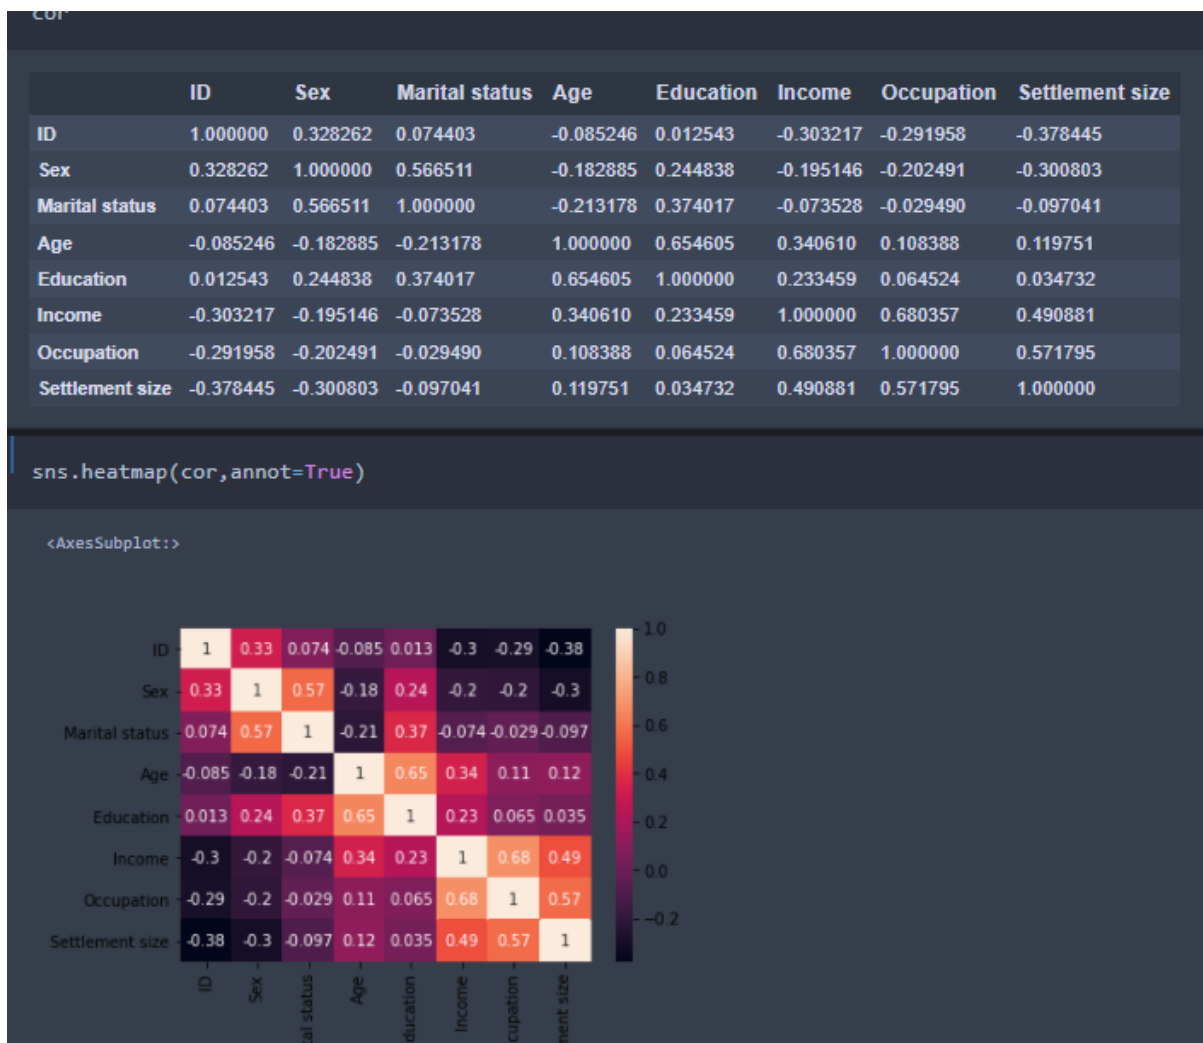 cor
ID Sex Marital status Age Education Income Occupation Settlement size
ID 1.000000 0.328262 0.074403 -0.085246 0.012543 -0.303217 -0.291958 -0.378445
Sex 0.328262 1.000000 0.566511 -0.182885 0.244838 -0.195146 -0.202491 -0.300803
Marital status 0.074403 0.566511 1.000000 -0.213178 0.374017 -0.073528 -0.029490 -0.097041
Age -0.085246 -0.182885 -0.213178 1.000000 0.654605 0.340610 0.108388 0.119751
Education 0.012543 0.244838 0.374017 0.654605 1.000000 0.233459 0.064524 0.034732
Income -0.303217 -0.195146 -0.073528 0.340610 0.233459 1.000000 0.680357 0.490881
Occupation -0.291958 -0.202491 -0.029490 0.108388 0.064524 0.680357 1.000000 0.571795
Settlement size -0.378445 -0.300803 -0.097041 0.119751 0.034732 0.490881 0.571795 1.000000
sns.heatmap(cor,annot=True)
<AxesSubplot:>
ID 1 0.33 0.074 -0.085 0.013 -0.3 -0.29 -0.38 1.0
Sex 0.33 1 0.57 -0.18 0.24 -0.2 -0.2 -0.3 0.8
Marital status 0.074 0.57 1 -0.21 0.37 -0.074 -0.029 -0.097 0.6
Age -0.085 -0.18 -0.21 1 0.65 0.34 0.11 0.12 0.4
Education 0.013 0.24 0.37 0.65 1 0.23 0.065 0.035 0.2
Income -0.3 -0.2 -0.074 0.34 0.23 1 0.68 0.49 0.0
Occupation -0.29 -0.2 -0.029 0.11 0.065 0.68 1 0.57 -0.2
Settlement size -0.38 -0.3 -0.097 0.12 0.035 0.49 0.57 1
ID Sex tal status Age ducation Income cupation ment size